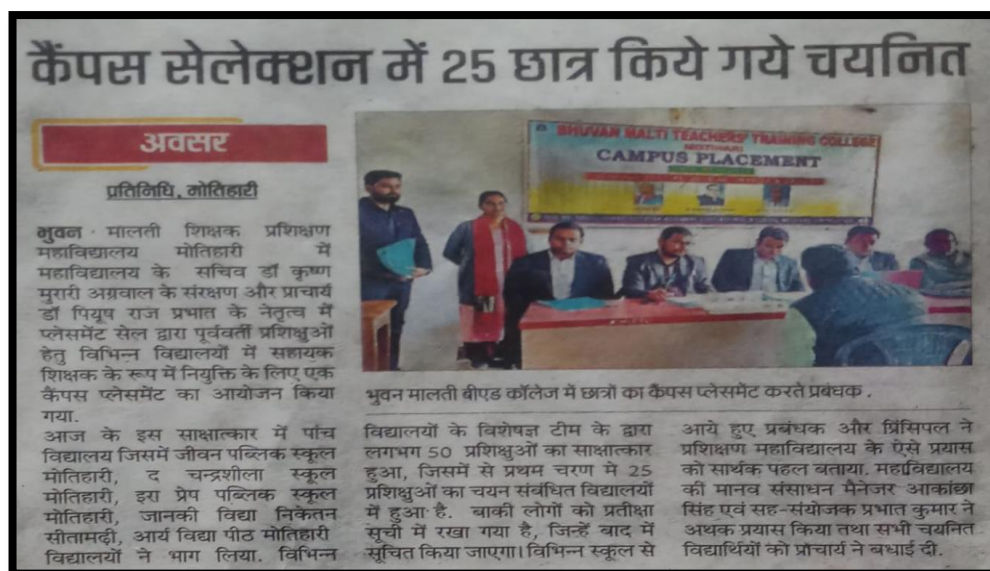 कैंपस सेलेक्शन में 25 छात्र किये गये चयनित
अवसर
प्रतिनिधि, मोतिहारी
भुवन मालती शिक्षक प्रशिक्षण
महाविद्यालय मोतिहारी में
महाविद्यालय के सचिव डॉ कृष्ण
मुरारी अग्रवाल के संरक्षण और प्राचार्य
डॉ पियूष राज प्रभात के नेतृत्व में
प्लेसमेंट सेल द्वारा पूर्ववर्ती प्रशिक्षुओं
हेतु विभिन्न विद्यालयों में सहायक
शिक्षक के रूप में नियुक्ति के लिए एक
कैंपस प्लेसमेंट का आयोजन किया
गया.
आज के इस साक्षात्कार में पांच
विद्यालय जिसमें जीवन पब्लिक स्कूल
मोतिहारी, द चन्द्रशीला स्कूल
मोतिहारी, इरा प्रेप पब्लिक स्कूल
मोतिहारी, जानकी विद्या निकेतन
सीतामढ़ी, आर्य विद्या पीठ मोतिहारी
विद्यालयों ने भाग लिया. विभिन्न
BHUVAN MALTI TEACHERS' TRAINING COLLEGE
MOTIHARI
CAMPUS PLACEMENT
भुवन मालती बीएड कॉलेज में छात्रों का कैंपस प्लेसमेंट करते प्रबंधक .
विद्यालयों के विशेषज्ञ टीम के द्वारा
लगभग 50 प्रशिक्षुओं का साक्षात्कार
हुआ, जिसमें से प्रथम चरण मे 25
प्रशिक्षुओं का चयन संबंधित विद्यालयों
में हुआ है. बाकी लोगों को प्रतीक्षा
सूची में रखा गया है, जिन्हें बाद में
सूचित किया जाएगा। विभिन्न स्कूल से
आये हुए प्रबंधक और प्रिंसिपल ने
प्रशिक्षण महाविद्यालय के ऐसे प्रयास
को सार्थक पहल बताया. महाविद्यालय
की मानव संसाधन मैनेजर आकांछा
सिंह एवं सह-संयोजक प्रभात कुमार ने
अथक प्रयास किया तथा सभी चयनित
विद्यार्थियों को प्राचार्य ने बधाई दी.